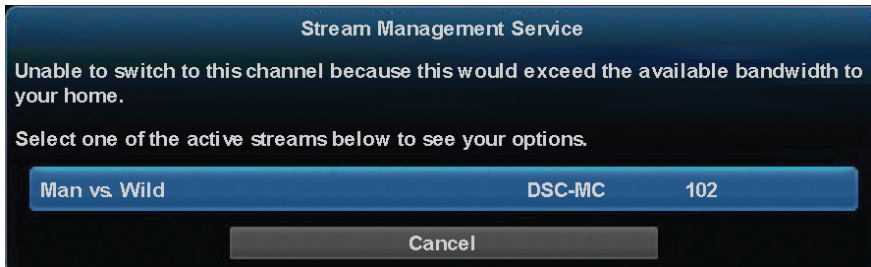 Stream Management Service
Unable to switch to this channel because this would exceed the available bandwidth to
your home.
Select one of the active streams below to see your options.
Man vs. Wild DSC-MC 102
Cancel